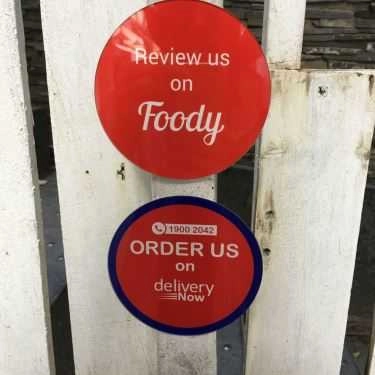 Review us
on
Foody
1900 2042
ORDER US
on
delivery
Now